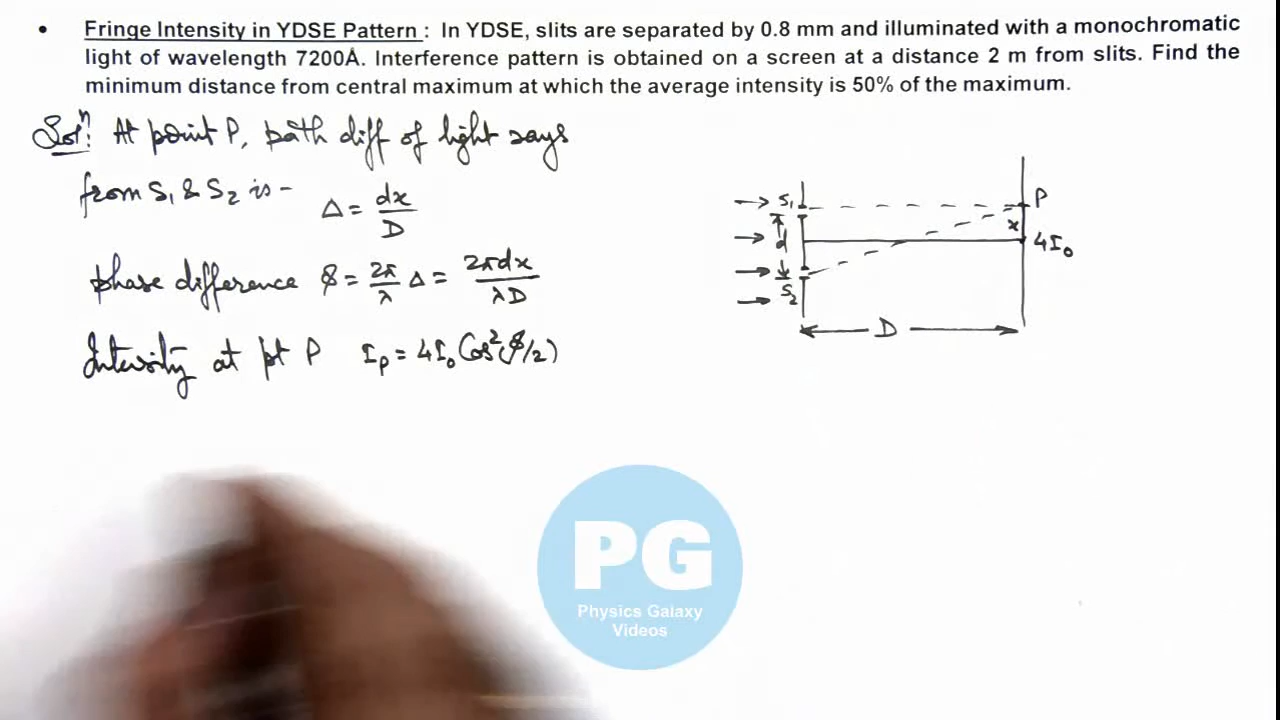 • Fringe Intensity in YDSE Pattern : In YDSE, slits are separated by 0.8 mm and illuminated with a monochromatic
light of wavelength 7200Å. Interference pattern is obtained on a screen at a distance 2 m from slits. Find the
minimum distance from central maximum at which the average intensity is 50% of the maximum.
Solⁿ: At point P, path diff of light rays
from S₁ & S₂ is -
Δ = dx/D
phase difference φ = 2π/λ Δ = 2πdx/λD
Intensity at pt P I_P = 4I₀ Cos²(φ/2)
S₁
P
x
d
4I₀
S₂
D
PG
Physics Galaxy
Videos